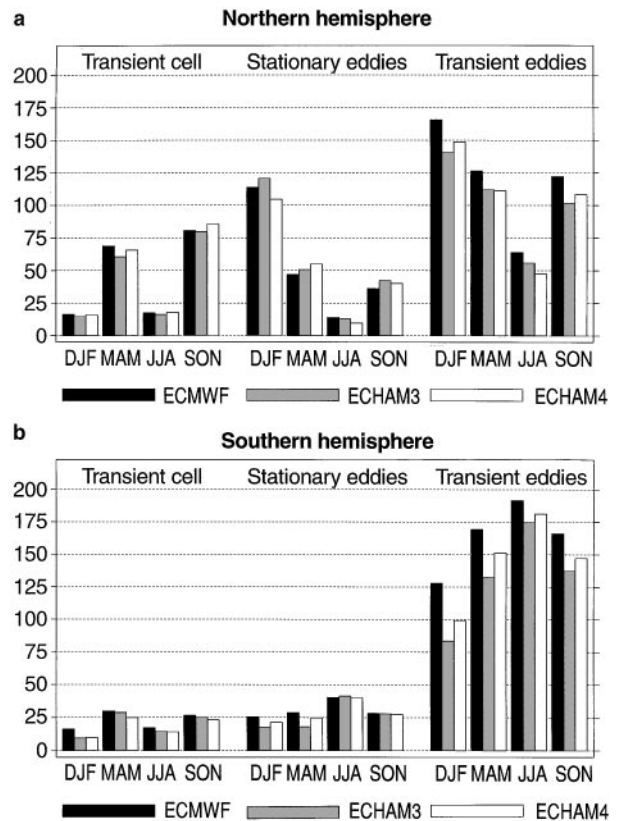 a
Northern hemisphere
Transient cell Stationary eddies Transient eddies
200
175
150
125
100
75
50
25
0
DJF MAM JJA SON DJF MAM JJA SON DJF MAM JJA SON
ECMWF ECHAM3 ECHAM4
b
Southern hemisphere
Transient cell Stationary eddies Transient eddies
200
175
150
125
100
75
50
25
0
DJF MAM JJA SON DJF MAM JJA SON DJF MAM JJA SON
ECMWF ECHAM3 ECHAM4